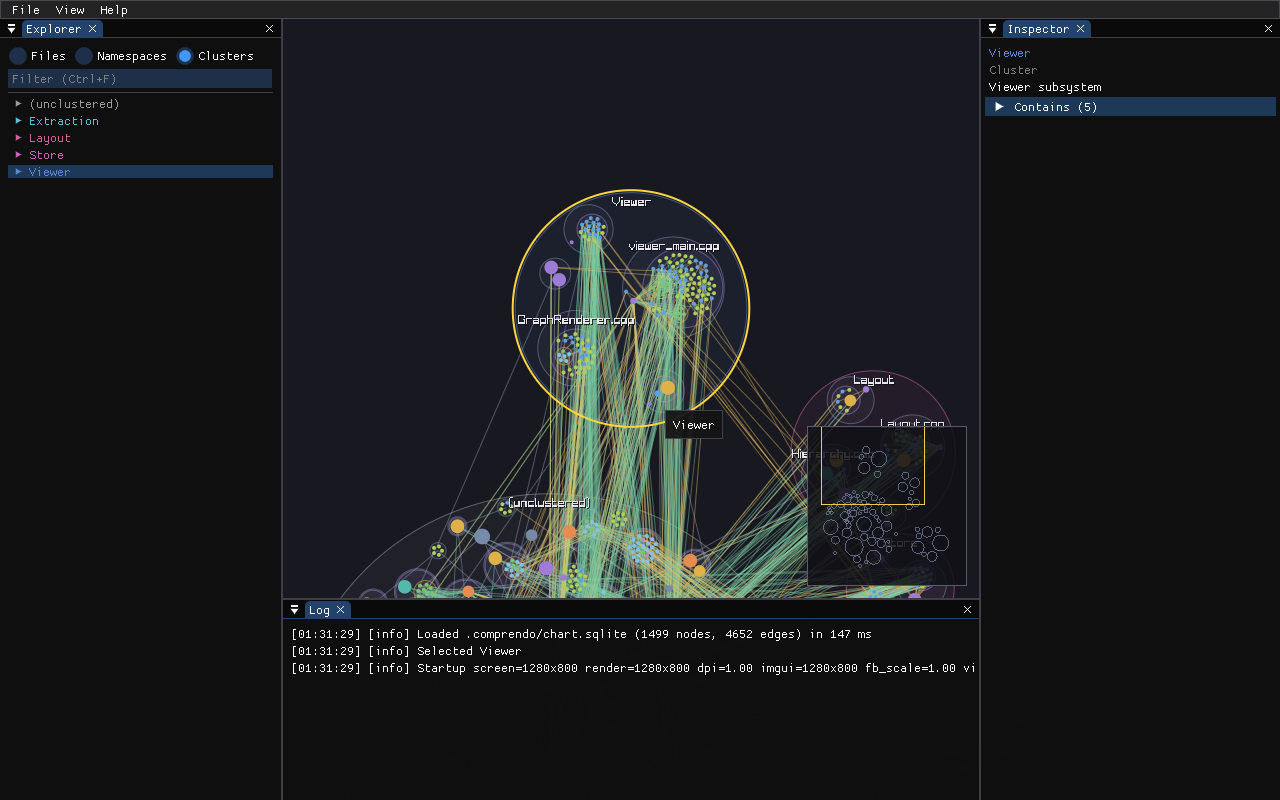 File View Help
Explorer
Files Namespaces Clusters
Filter (Ctrl+F)
(unclustered)
Extraction
Layout
Store
Viewer
Viewer
viewer_main.cpp
GraphRenderer.cpp
Viewer
Layout
Layout.cpp
Hierarchy.cpp
(unclustered)
Store
Log
[01:31:29] [info] Loaded .comprendo/chart.sqlite (1499 nodes, 4652 edges) in 147 ms
[01:31:29] [info] Selected Viewer
[01:31:29] [info] Startup screen=1280x800 render=1280x800 dpi=1.00 imgui=1280x800 fb_scale=1.00 vi
Inspector
Viewer
Cluster
Viewer subsystem
Contains (5)